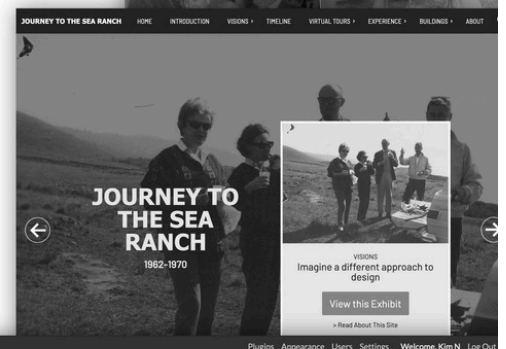 JOURNEY TO THE SEA RANCH HOME INTRODUCTION VISIONS TIMELINE VIRTUAL TOURS EXPERIENCE BUILDINGS ABOUT
JOURNEY TO
THE SEA
RANCH
1962-1970
VISIONS
Imagine a different approach to
design
View this Exhibit
> Read About This Site
Plugins Appearance Users Settings Welcome, Kim N Log Out